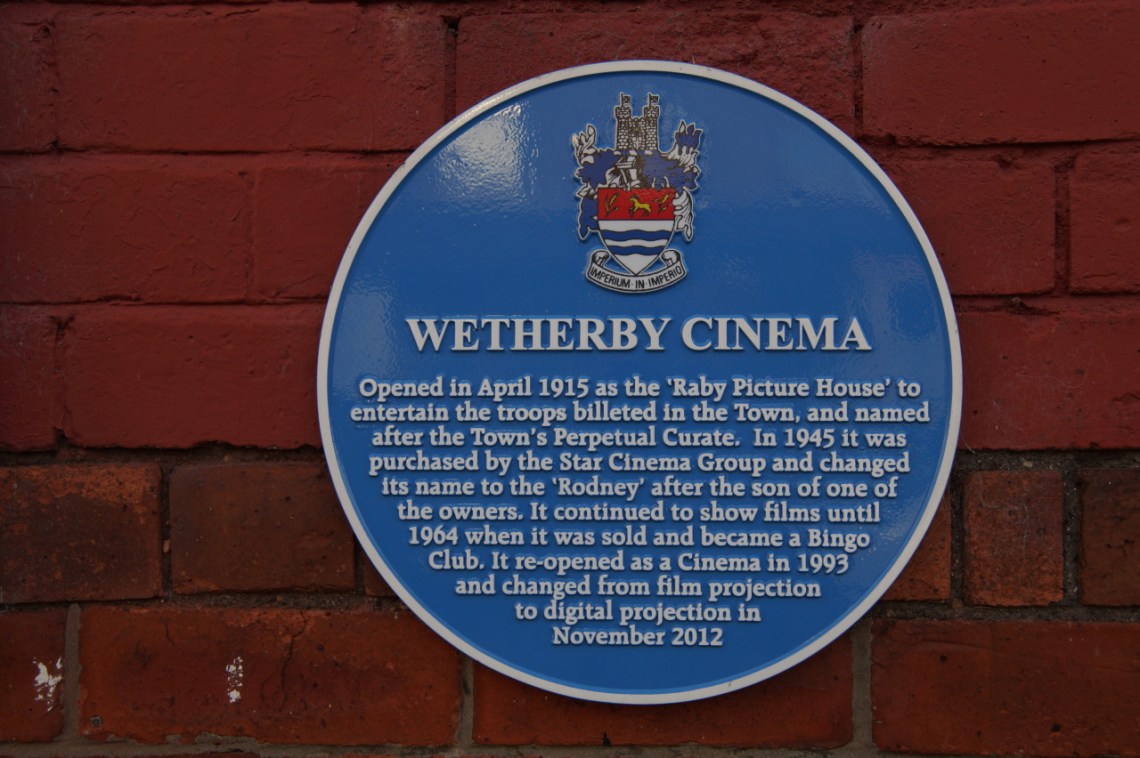 IMPERIUM IN IMPERIO
WETHERBY CINEMA
Opened in April 1915 as the 'Raby Picture House' to
entertain the troops billeted in the Town, and named
after the Town's Perpetual Curate. In 1945 it was
purchased by the Star Cinema Group and changed
its name to the 'Rodney' after the son of one of
the owners. It continued to show films until
1964 when it was sold and became a Bingo
Club. It re-opened as a Cinema in 1993
and changed from film projection
to digital projection in
November 2012